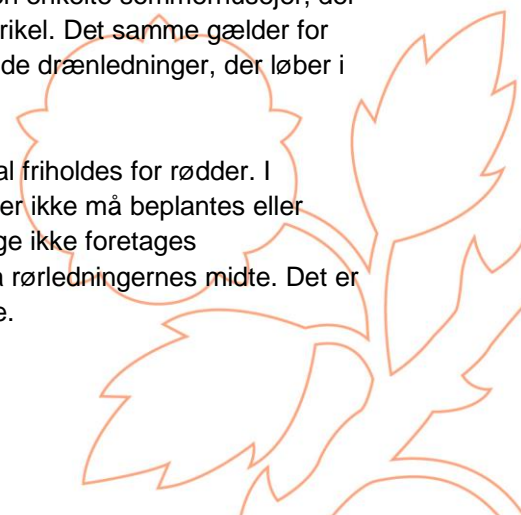 enkelte sommerhusejer, der
rikel. Det samme gælder for
de drænledninger, der løber i
al friholdes for rødder. I
er ikke må beplantes eller
ge ikke foretages
rørledningernes midte. Det er
e.